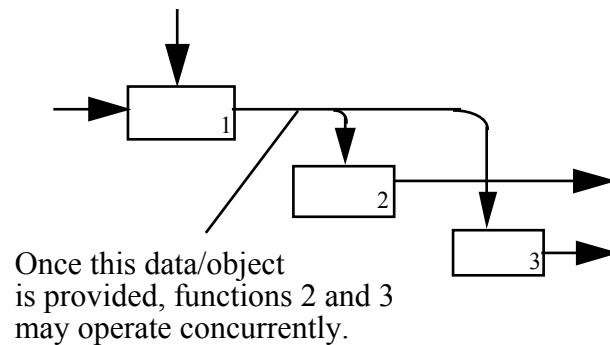 1
2
3
Once this data/object
is provided, functions 2 and 3
may operate concurrently.